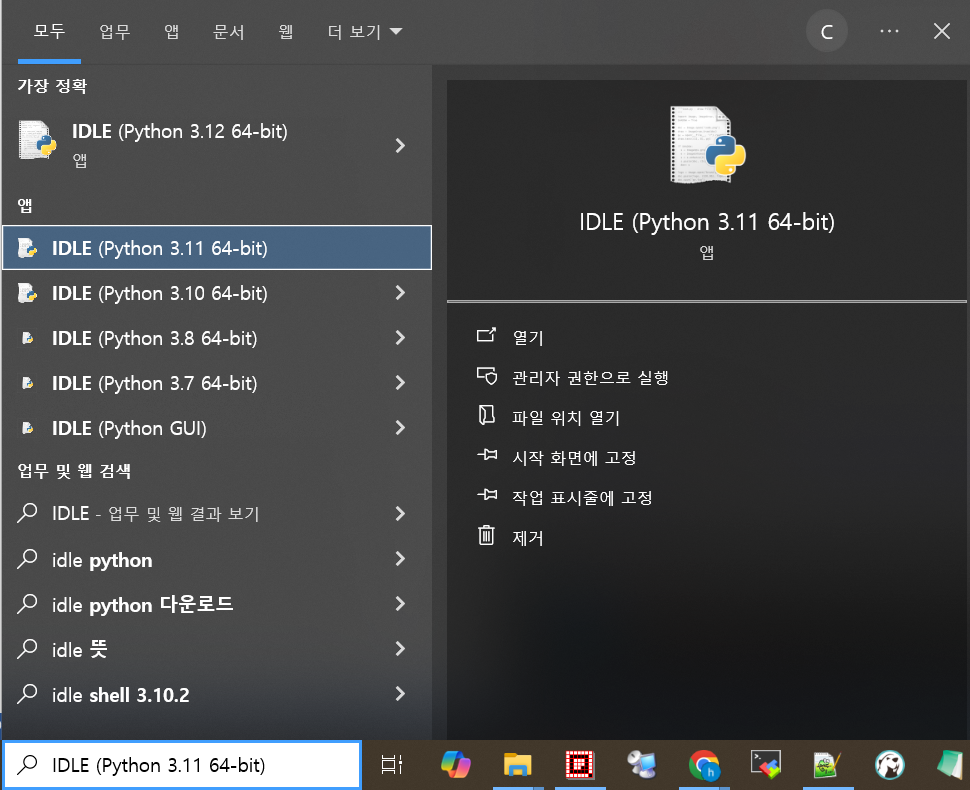 모두 업무 앱 문서 웹 더 보기 C
가장 정확
IDLE (Python 3.12 64-bit)
앱
앱
IDLE (Python 3.11 64-bit)
IDLE (Python 3.10 64-bit)
IDLE (Python 3.8 64-bit)
IDLE (Python 3.7 64-bit)
IDLE (Python GUI)
업무 및 웹 검색
IDLE - 업무 및 웹 결과 보기
idle python
idle python 다운로드
idle 뜻
idle shell 3.10.2
IDLE (Python 3.11 64-bit)
앱
열기
관리자 권한으로 실행
파일 위치 열기
시작 화면에 고정
작업 표시줄에 고정
제거
IDLE (Python 3.11 64-bit)
h